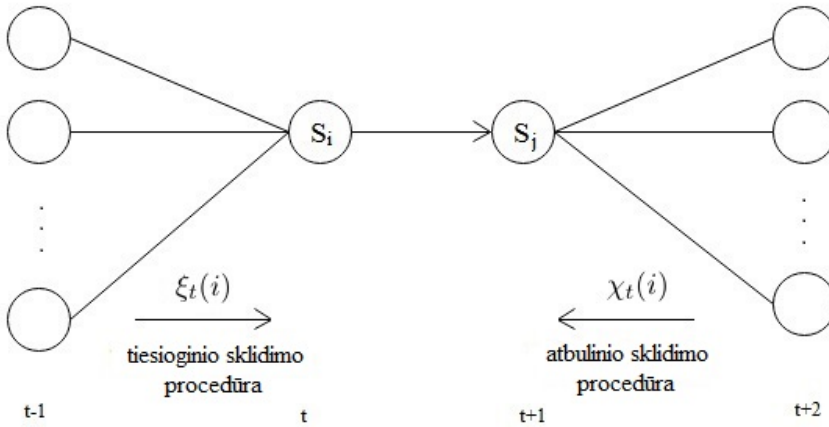 S_i
S_j
ξ_t(i)
χ_t(i)
tiesioginio sklidimo
procedūra
atbulinio sklidimo
procedūra
t-1
t
t+1
t+2